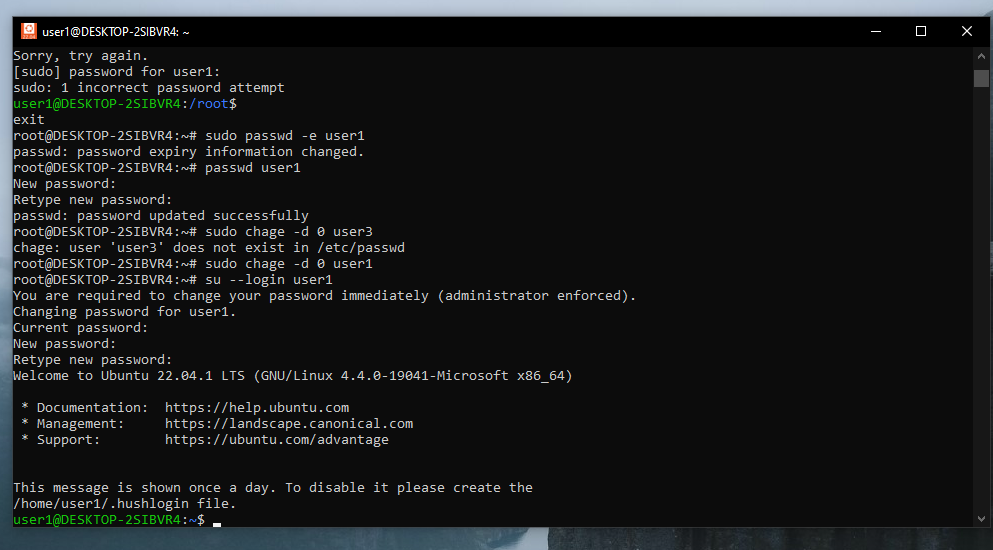 user1@DESKTOP-2SIBVR4: ~
Sorry, try again.
[sudo] password for user1:
sudo: 1 incorrect password attempt
user1@DESKTOP-2SIBVR4:/root$
exit
root@DESKTOP-2SIBVR4:~# sudo passwd -e user1
passwd: password expiry information changed.
root@DESKTOP-2SIBVR4:~# passwd user1
New password:
Retype new password:
passwd: password updated successfully
root@DESKTOP-2SIBVR4:~# sudo chage -d 0 user3
chage: user 'user3' does not exist in /etc/passwd
root@DESKTOP-2SIBVR4:~# sudo chage -d 0 user1
root@DESKTOP-2SIBVR4:~# su --login user1
You are required to change your password immediately (administrator enforced).
Changing password for user1.
Current password:
New password:
Retype new password:
Welcome to Ubuntu 22.04.1 LTS (GNU/Linux 4.4.0-19041-Microsoft x86_64)
* Documentation:  https://help.ubuntu.com
* Management:     https://landscape.canonical.com
* Support:        https://ubuntu.com/advantage
This message is shown once a day. To disable it please create the
/home/user1/.hushlogin file.
user1@DESKTOP-2SIBVR4:~$